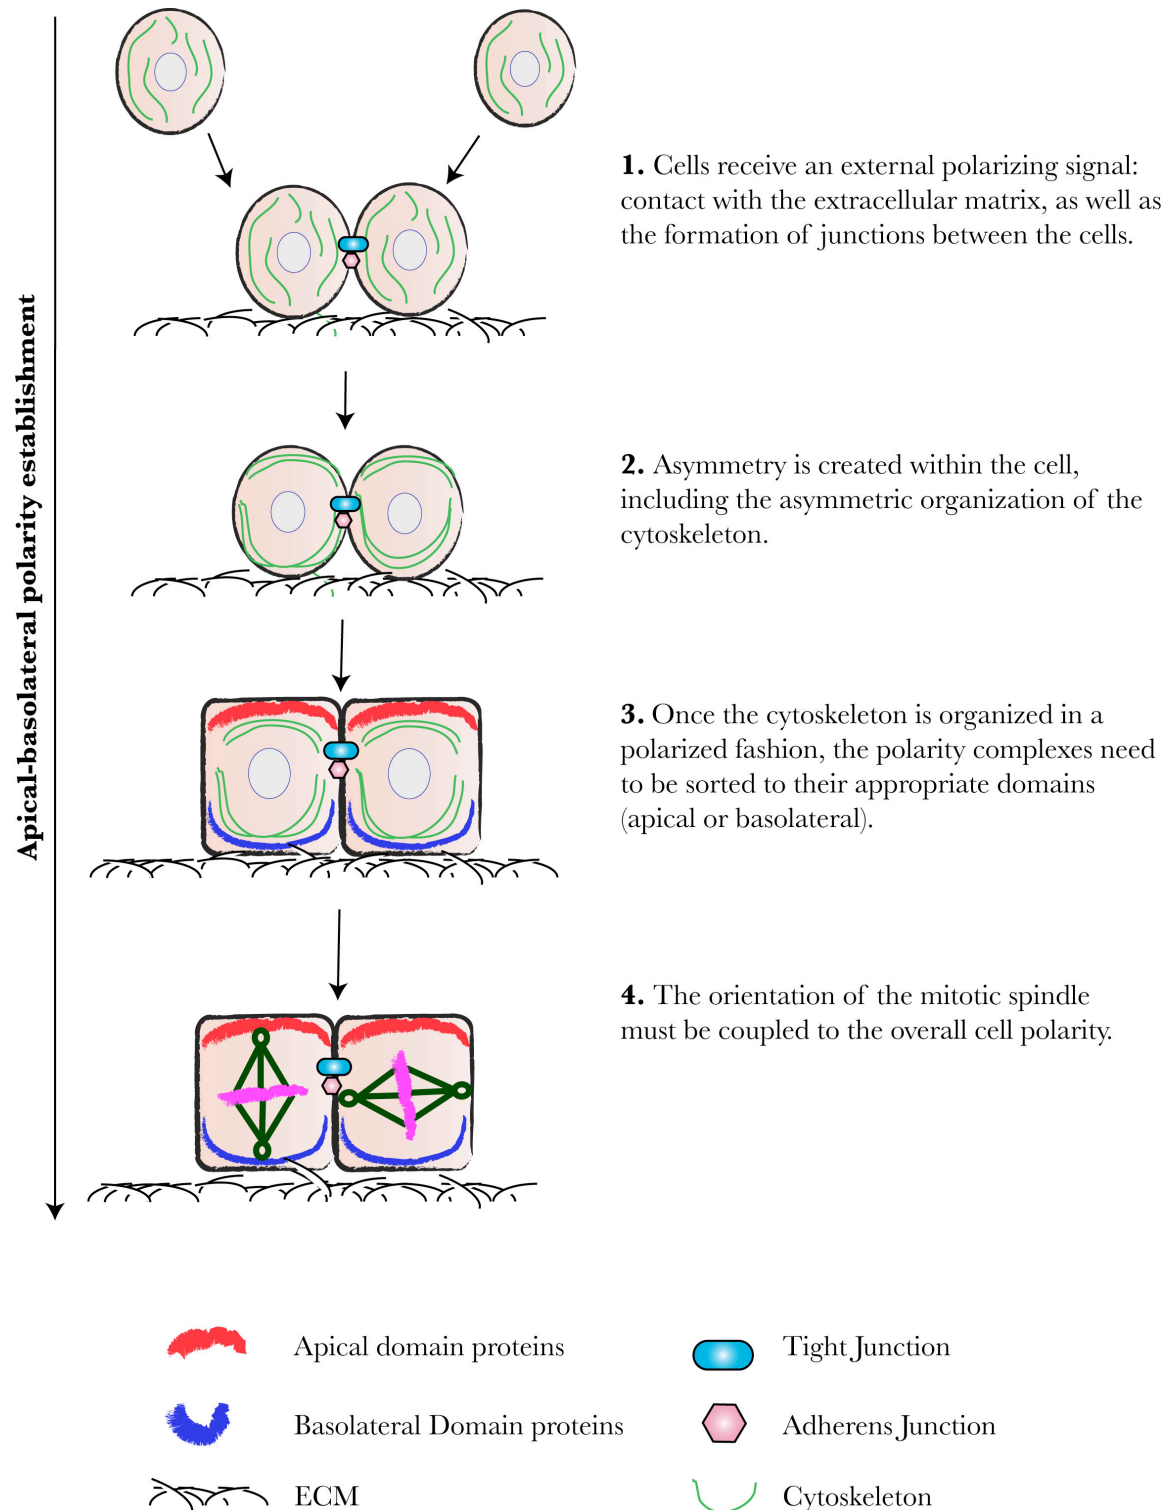 Apical-basolateral polarity establishment
1. Cells receive an external polarizing signal:
contact with the extracellular matrix, as well as
the formation of junctions between the cells.
2. Asymmetry is created within the cell,
including the asymmetric organization of the
cytoskeleton.
3. Once the cytoskeleton is organized in a
polarized fashion, the polarity complexes need
to be sorted to their appropriate domains
(apical or basolateral).
4. The orientation of the mitotic spindle
must be coupled to the overall cell polarity.
Apical domain proteins
Tight Junction
Basolateral Domain proteins
Adherens Junction
ECM
Cytoskeleton